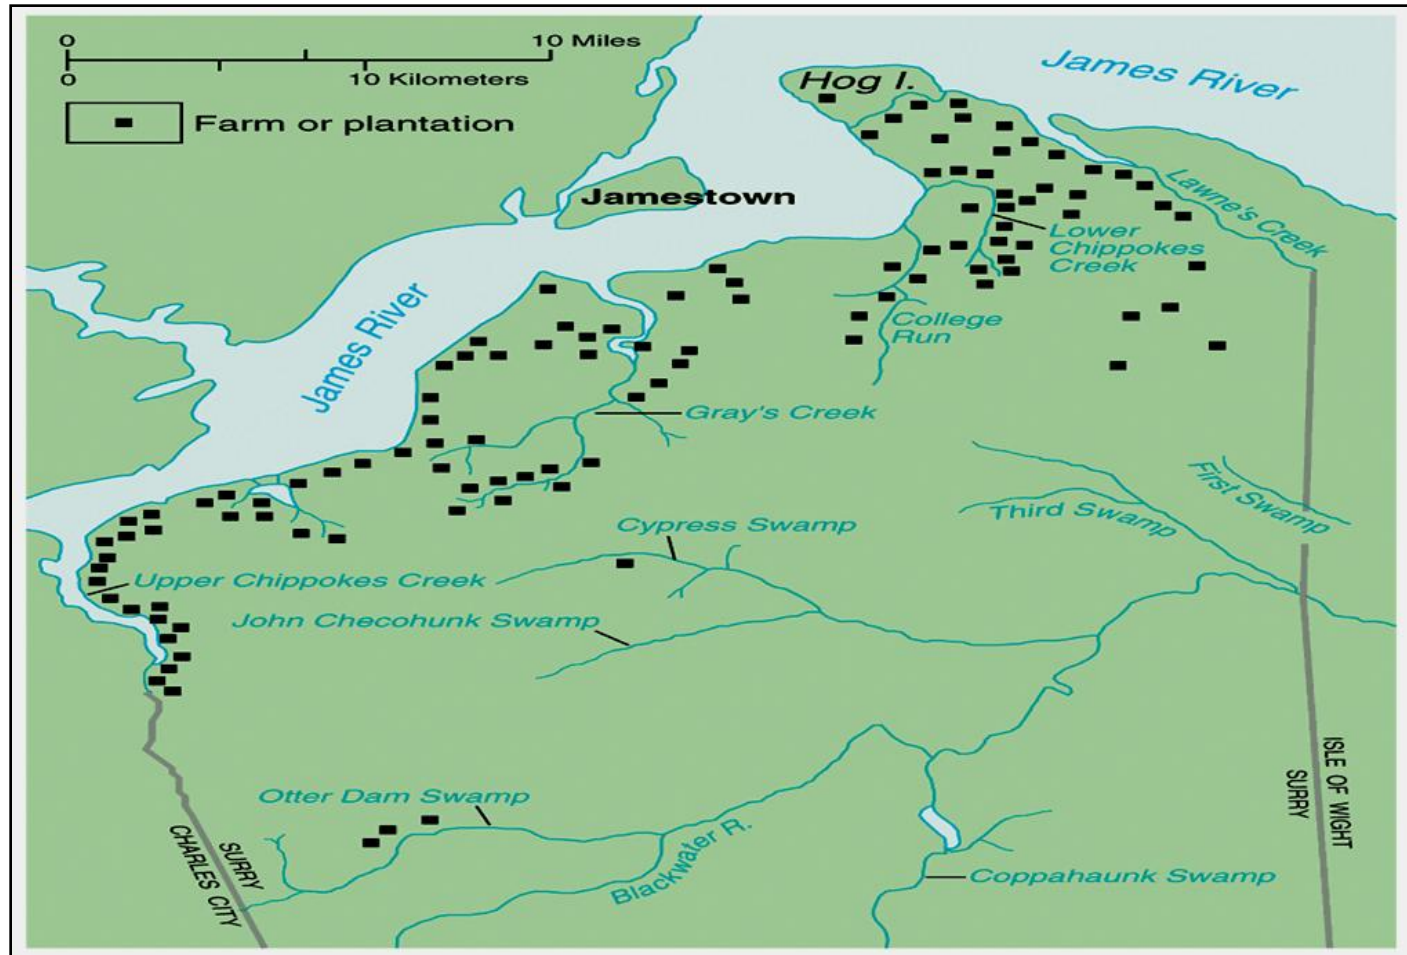 0 10 Miles
0 10 Kilometers
Farm or plantation
Hog I.
James River
Jamestown
Lawne's Creek
Lower
Chippokes
Creek
James River
College
Run
Gray's Creek
First Swamp
Third Swamp
Cypress Swamp
Upper Chippokes Creek
John Checohunk Swamp
ISLE OF WIGHT
SURRY
Otter Dam Swamp
SURRY
CHARLES CITY
Blackwater R.
Coppahaunk Swamp